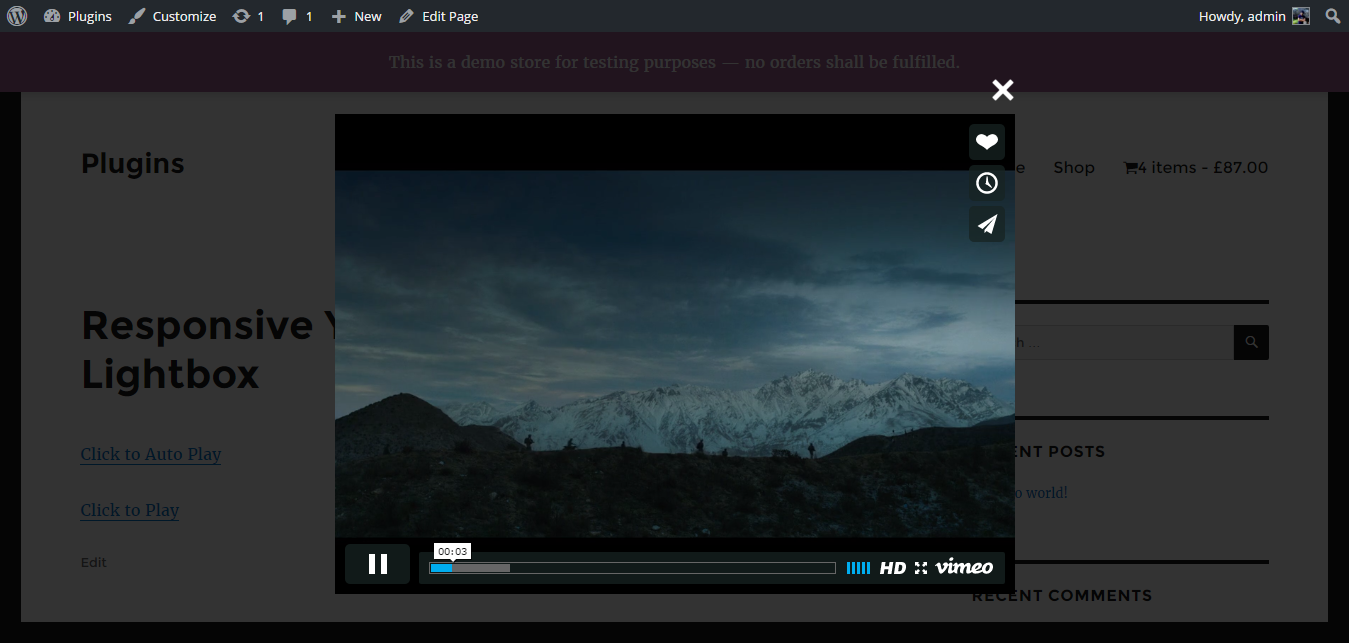 Plugins Customize 1 1 New Edit Page Howdy, admin
This is a demo store for testing purposes — no orders shall be fulfilled.
Plugins
e Shop 4 items - £87.00
Responsive Y
Lightbox
h ...
Click to Auto Play
ENT POSTS
o world!
Click to Play
Edit
00:03
HD vimeo
RECENT COMMENTS